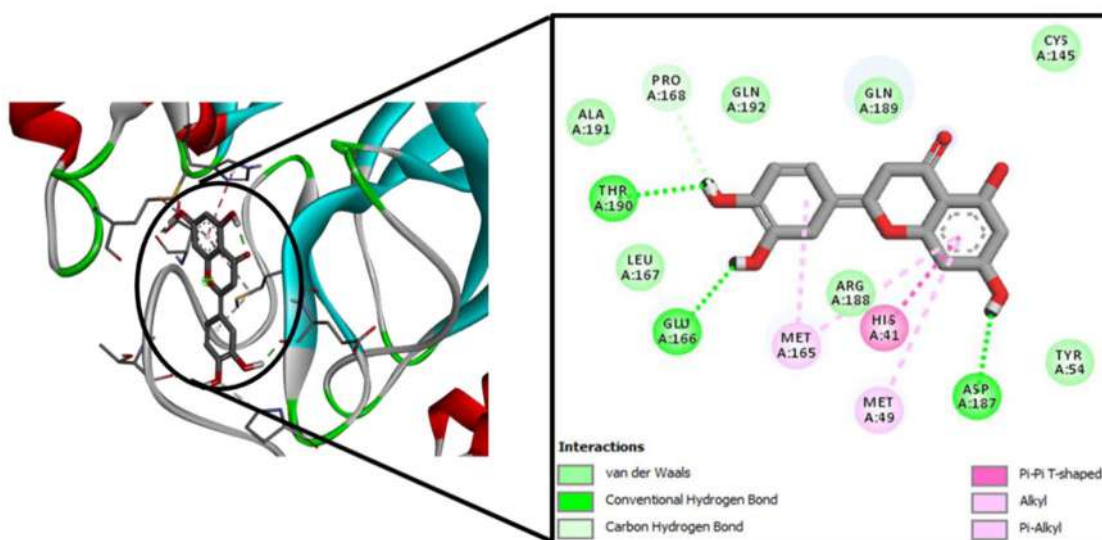 CYS
A:145
PRO
A:168
GLN
A:192
GLN
A:189
ALA
A:191
THR
A:190
LEU
A:167
ARG
A:188
GLU
A:166
HIS
A:41
MET
A:165
TYR
A:54
ASP
A:187
MET
A:49
Interactions
van der Waals
Conventional Hydrogen Bond
Carbon Hydrogen Bond
Pi-Pi T-shaped
Alkyl
Pi-Alkyl